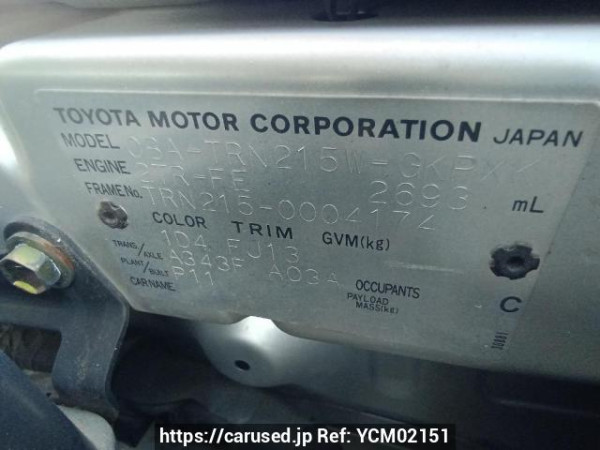 TOYOTA MOTOR CORPORATION JAPAN
MODEL CBA-TRN215W-GKPX
ENGINE 2TR-FE 2693 mL
FRAME No. TRN215-0004174
COLOR TRIM GVM(kg)
1D4 FJ13
TRANS/AXLE A343F A03A
PLANT/BUILT P11 OCCUPANTS
CAR NAME PAYLOAD MASS(kg) C
https://carused.jp Ref: YCM02151